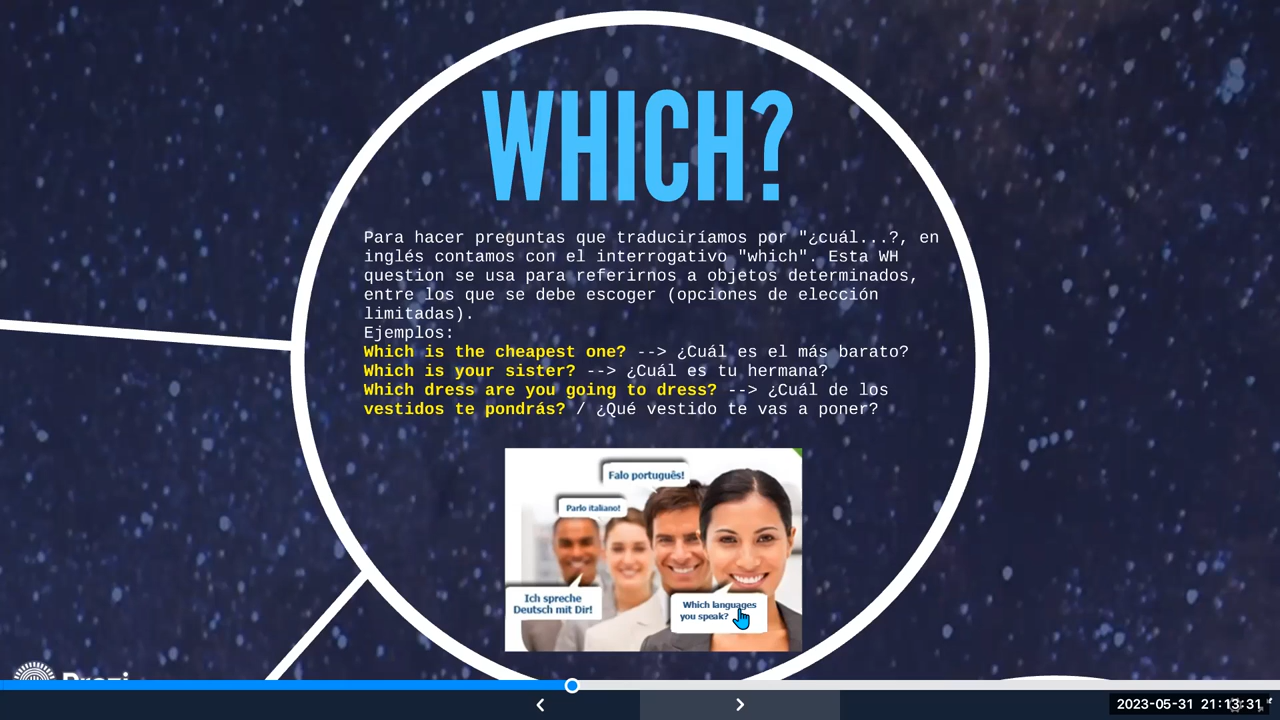 WHICH?
Para hacer preguntas que traduciríamos por "¿cuál...?, en
inglés contamos con el interrogativo "which". Esta WH
question se usa para referirnos a objetos determinados,
entre los que se debe escoger (opciones de elección
limitadas).
Ejemplos:
Which is the cheapest one? --> ¿Cuál es el más barato?
Which is your sister? --> ¿Cuál es tu hermana?
Which dress are you going to dress? --> ¿Cuál de los
vestidos te pondrás? / ¿Qué vestido te vas a poner?
Falo português!
Parlo italiano!
Ich spreche
Deutsch mit Dir!
Which languages
you speak?
Prezi
2023-05-31 21:13:31